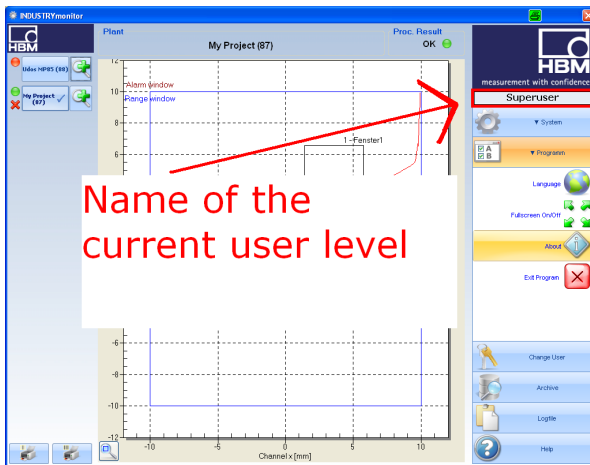 INDUSTRYmonitor
HBM
Plant
My Project (87)
Proc. Result
OK
HBM
measurement with confidence
Superuser
Udos MP85 (88)
My Project
(87)
▼ System
▼ Programm
A
B
Language
Fullscreen On/Off
About
Exit Program
Change User
Archive
Logfile
Help
Alarm window
Range window
1 - Fenster1
Name of the
current user level
12
10
8
6
-6
-8
-10
-12
-10
-5
0
5
10
Channel x [mm]